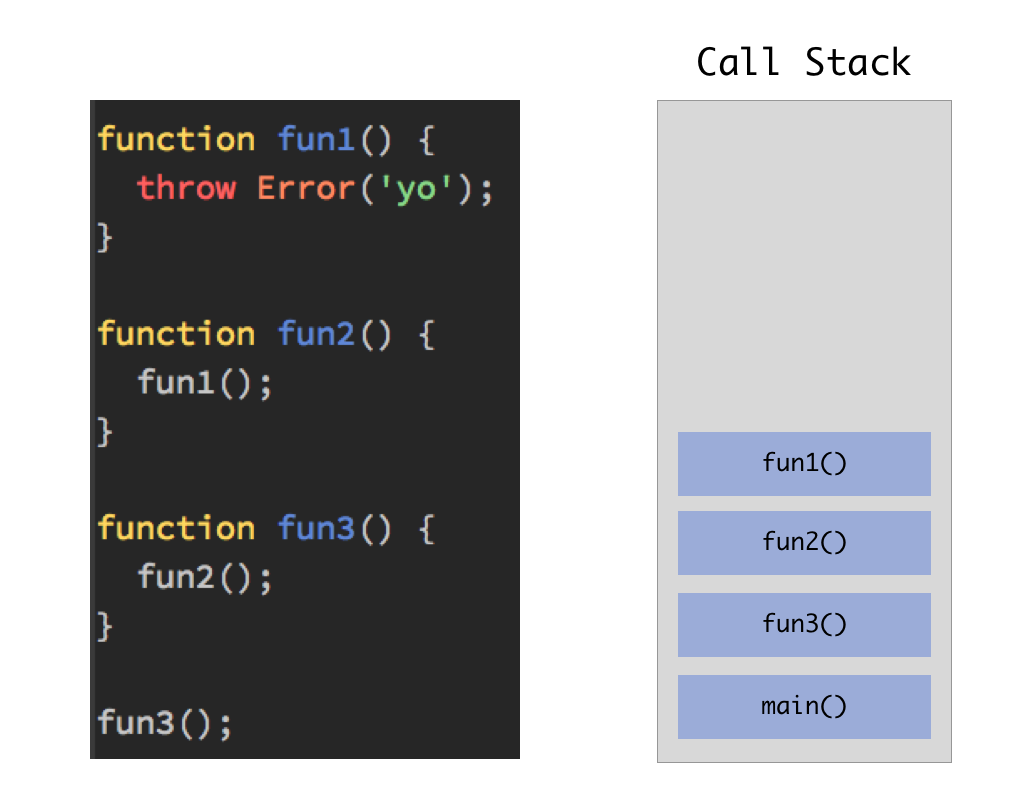 Call Stack
function fun1() {
  throw Error('yo');
}
function fun2() {
  fun1();
}
function fun3() {
  fun2();
}
fun3();
fun1()
fun2()
fun3()
main()